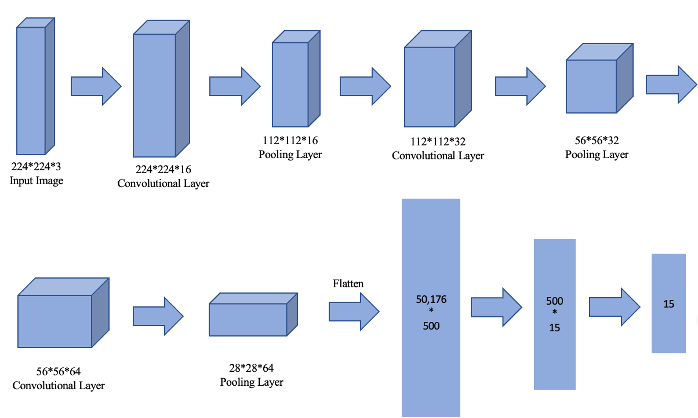 224*224*3
Input Image
224*224*16
Convolutional Layer
112*112*16
Pooling Layer
112*112*32
Convolutional Layer
56*56*32
Pooling Layer
56*56*64
Convolutional Layer
28*28*64
Pooling Layer
Flatten
50,176
*
500
500
*
15
15